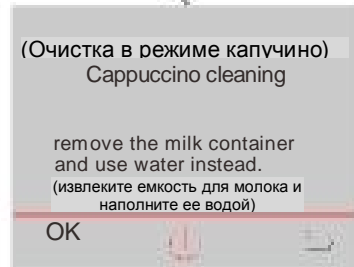 (Очистка в режиме капучино)
Cappuccino cleaning
remove the milk container
and use water instead.
(извлеките емкость для молока и
наполните ее водой)
OK